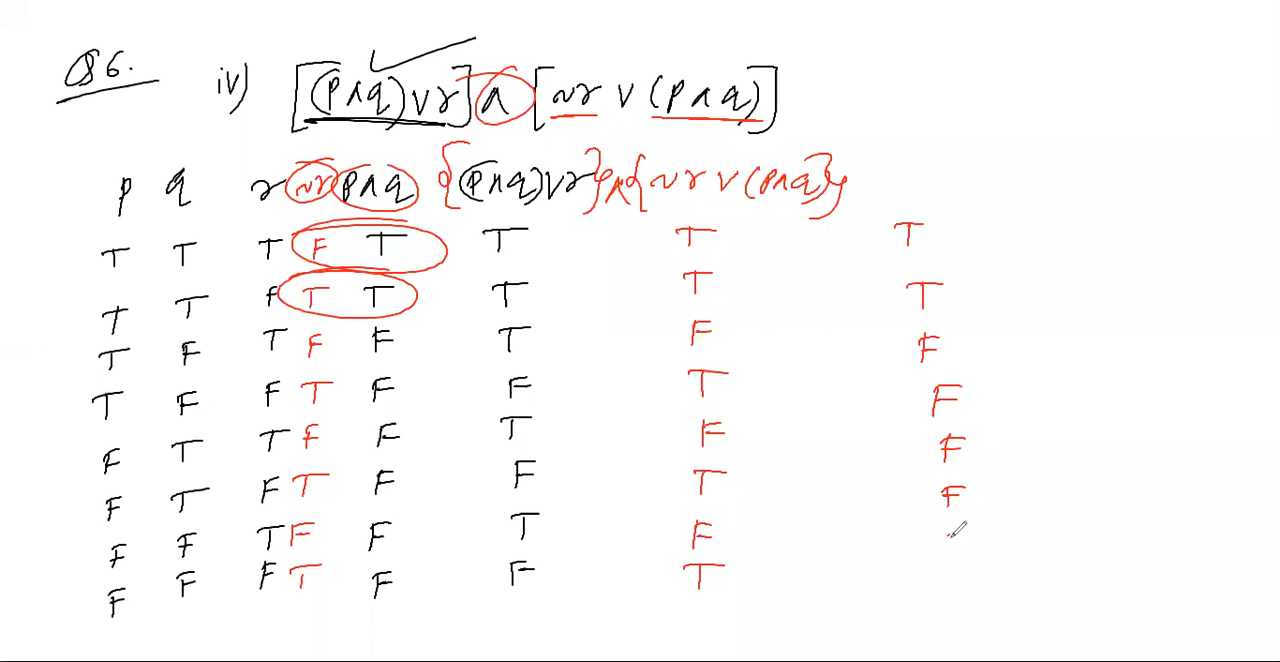 Q6. iv) [(p∧q)∨r] ∧ [~r ∨ (p∧q)]
p q r ~r p∧q {(p∧q)∨r}∧{~r∨(p∧q)}
T T T F T T T T
T T F T T T T T
T F T F F T F F
T F F T F F T F
F T T F F T F F
F T F T F F T F
F F T F F T F
F F F T F F T